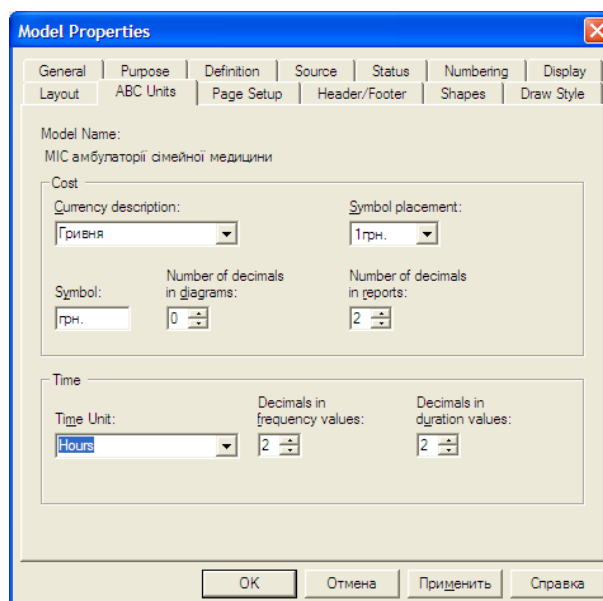 Model Properties
General Purpose Definition Source Status Numbering Display
Layout ABC Units Page Setup Header/Footer Shapes Draw Style
Model Name:
МІС амбулаторії сімейної медицини
Cost
Currency description: Symbol placement:
Гривня 1грн.
Number of decimals Number of decimals
Symbol: in diagrams: in reports:
грн. 0 2
Time
Decimals in Decimals in
Time Unit: frequency values: duration values:
Hours 2 2
OK Отмена Применить Справка